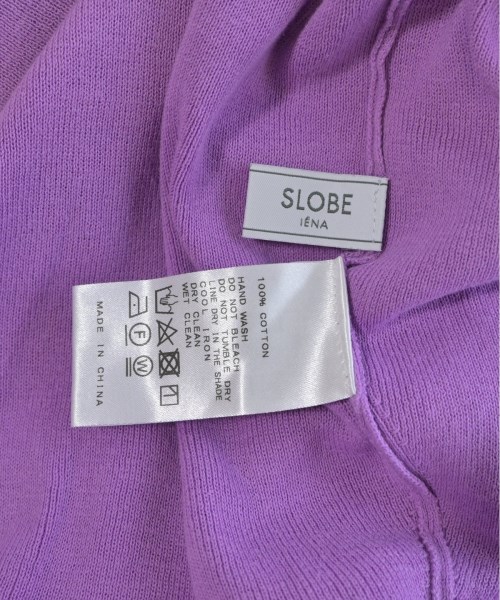 SLOBE
IÉNA
100% COTTON
HAND WASH
DO NOT BLEACH
DO NOT TUMBLE DRY
LINE DRY IN THE SHADE
COOL IRON
DRY CLEAN
WET CLEAN
F
W
MADE IN CHINA